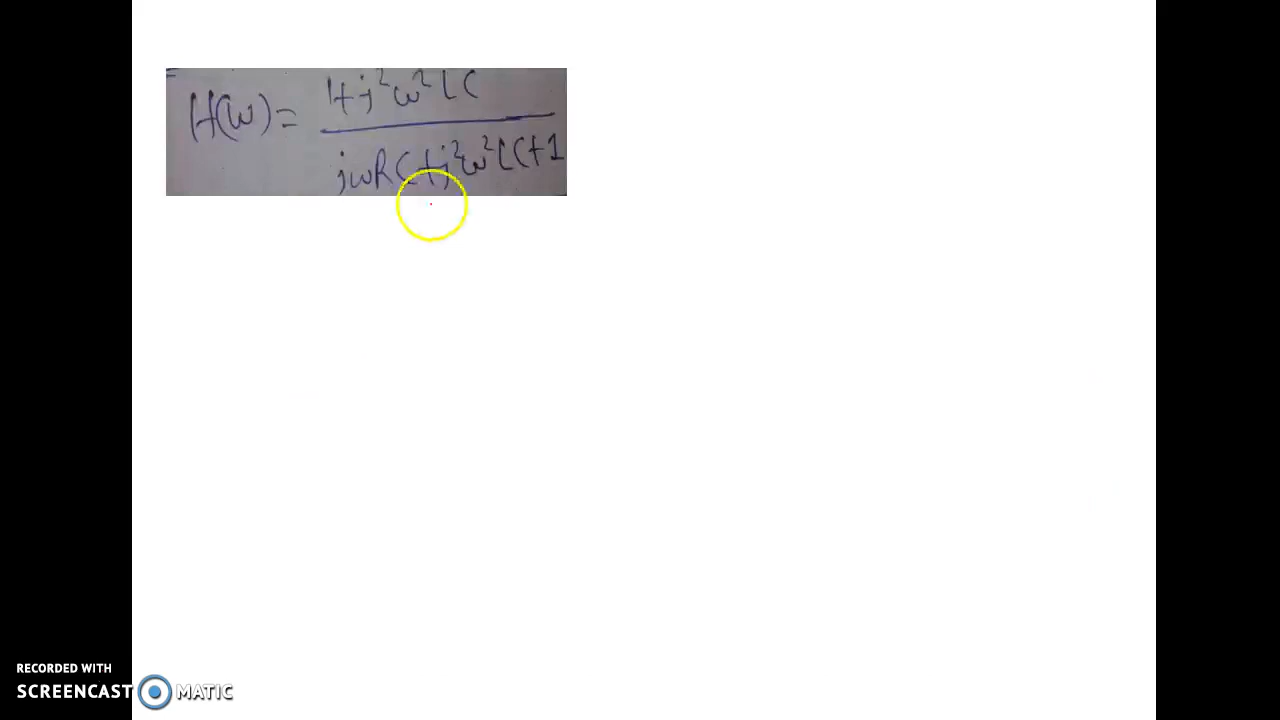 H(ω) = 1+j²ω²LC
jωRC+j²ω²LC+1
RECORDED WITH
SCREENCAST MATIC